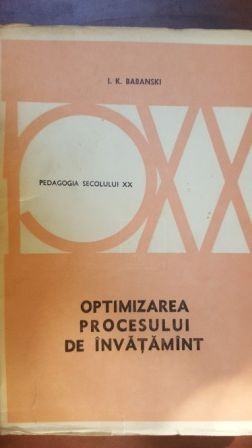 I. K. BABANSKI
PEDAGOGIA SECOLULUI XX
OPTIMIZAREA
PROCESULUI
DE ÎNVĂȚĂMÎNT